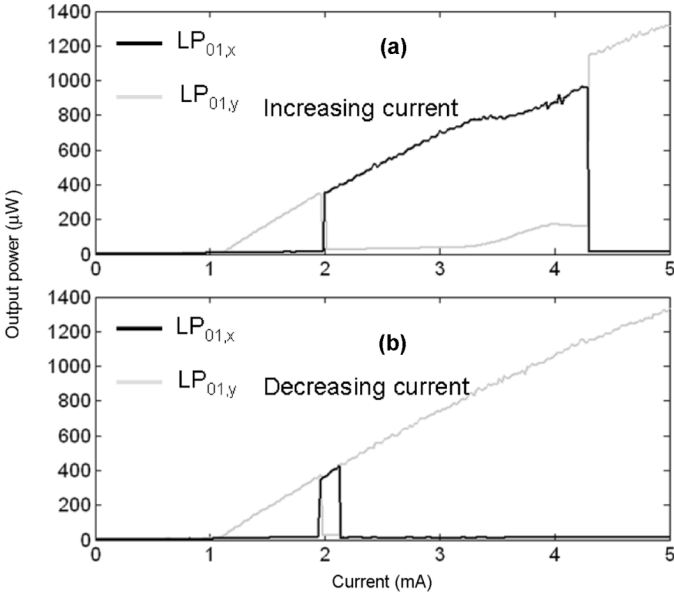 1400
1200
1000
800
600
400
200
0
LP01,x
(a)
LP01,y Increasing current
0 1 2 3 4 5
Output power (µW)
1400
1200
1000
800
600
400
200
0
LP01,x
(b)
LP01,y Decreasing current
0 1 2 3 4 5
Current (mA)